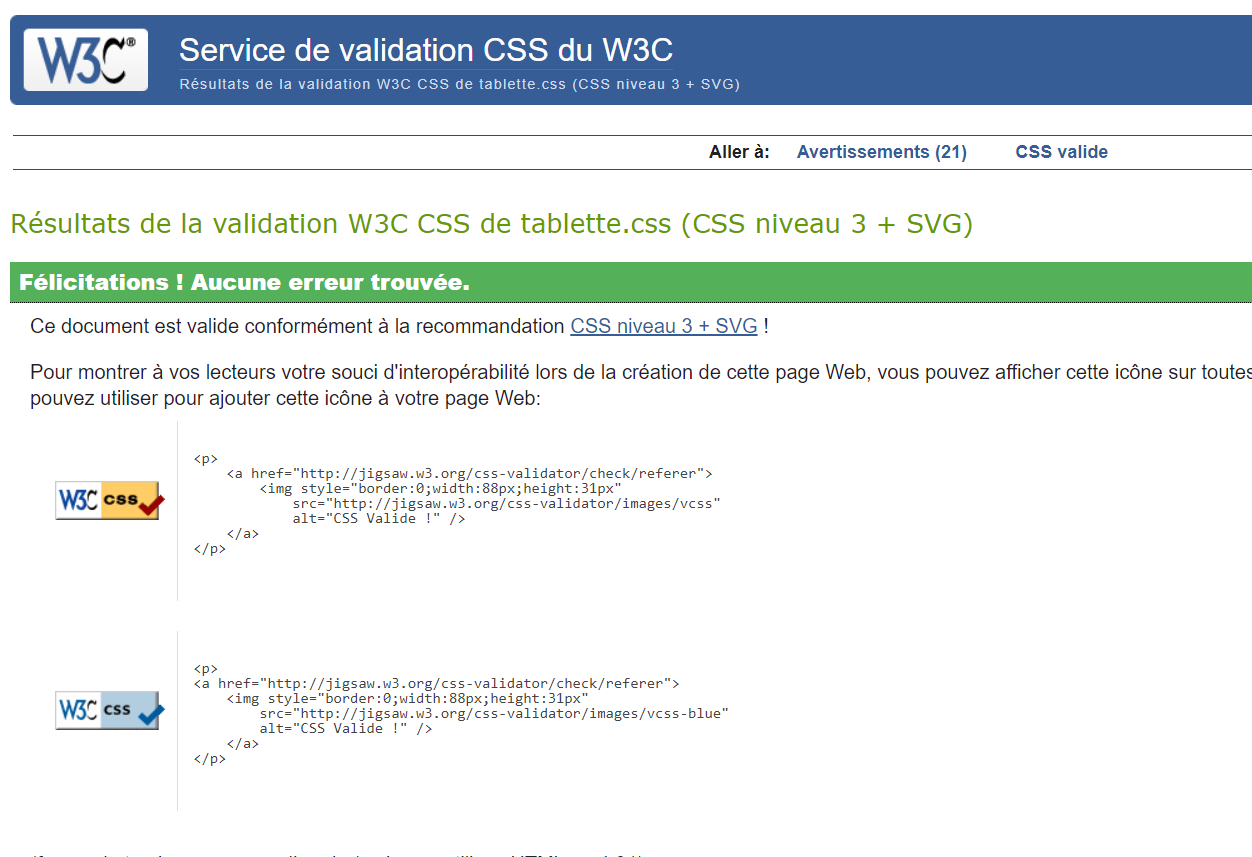 W3C®
Service de validation CSS du W3C
Résultats de la validation W3C CSS de tablette.css (CSS niveau 3 + SVG)
Aller à: Avertissements (21) CSS valide
Résultats de la validation W3C CSS de tablette.css (CSS niveau 3 + SVG)
Félicitations ! Aucune erreur trouvée.
Ce document est valide conformément à la recommandation CSS niveau 3 + SVG !
Pour montrer à vos lecteurs votre souci d'interopérabilité lors de la création de cette page Web, vous pouvez afficher cette icône sur toutes
pouvez utiliser pour ajouter cette icône à votre page Web:
W3C css
<p>
<a href="http://jigsaw.w3.org/css-validator/check/referer">
<img style="border:0;width:88px;height:31px"
src="http://jigsaw.w3.org/css-validator/images/vcss"
alt="CSS Valide !" />
</a>
</p>
W3C css
<p>
<a href="http://jigsaw.w3.org/css-validator/check/referer">
<img style="border:0;width:88px;height:31px"
src="http://jigsaw.w3.org/css-validator/images/vcss-blue"
alt="CSS Valide !" />
</a>
</p>